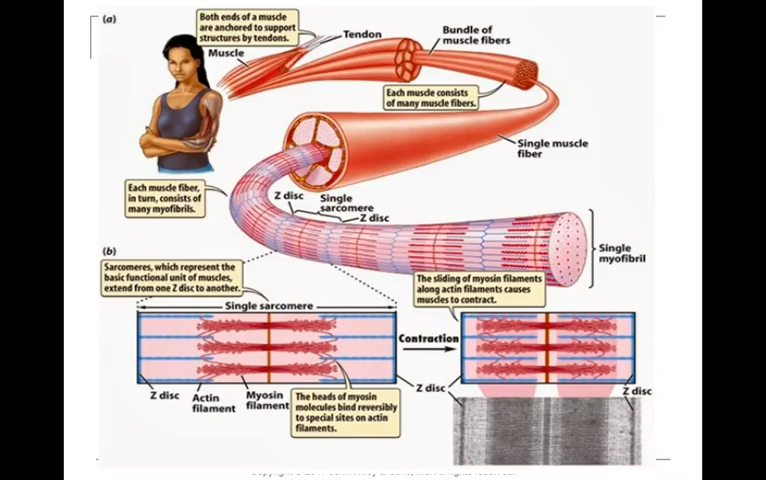 (a)
Both ends of a muscle
are anchored to support
structures by tendons.
Tendon
Muscle
Bundle of
muscle fibers
Each muscle consists
of many muscle fibers.
Single muscle
fiber
Each muscle fiber,
in turn, consists of
many myofibrils.
Z disc
Single
sarcomere
Z disc
Single
myofibril
(b)
Sarcomeres, which represent the
basic functional unit of muscles,
extend from one Z disc to another.
The sliding of myosin filaments
along actin filaments causes
muscles to contract.
Single sarcomere
Contraction
Z disc
Actin
filament
Myosin
filament
The heads of myosin
molecules bind reversibly
to special sites on actin
filaments.
Z disc
Z disc